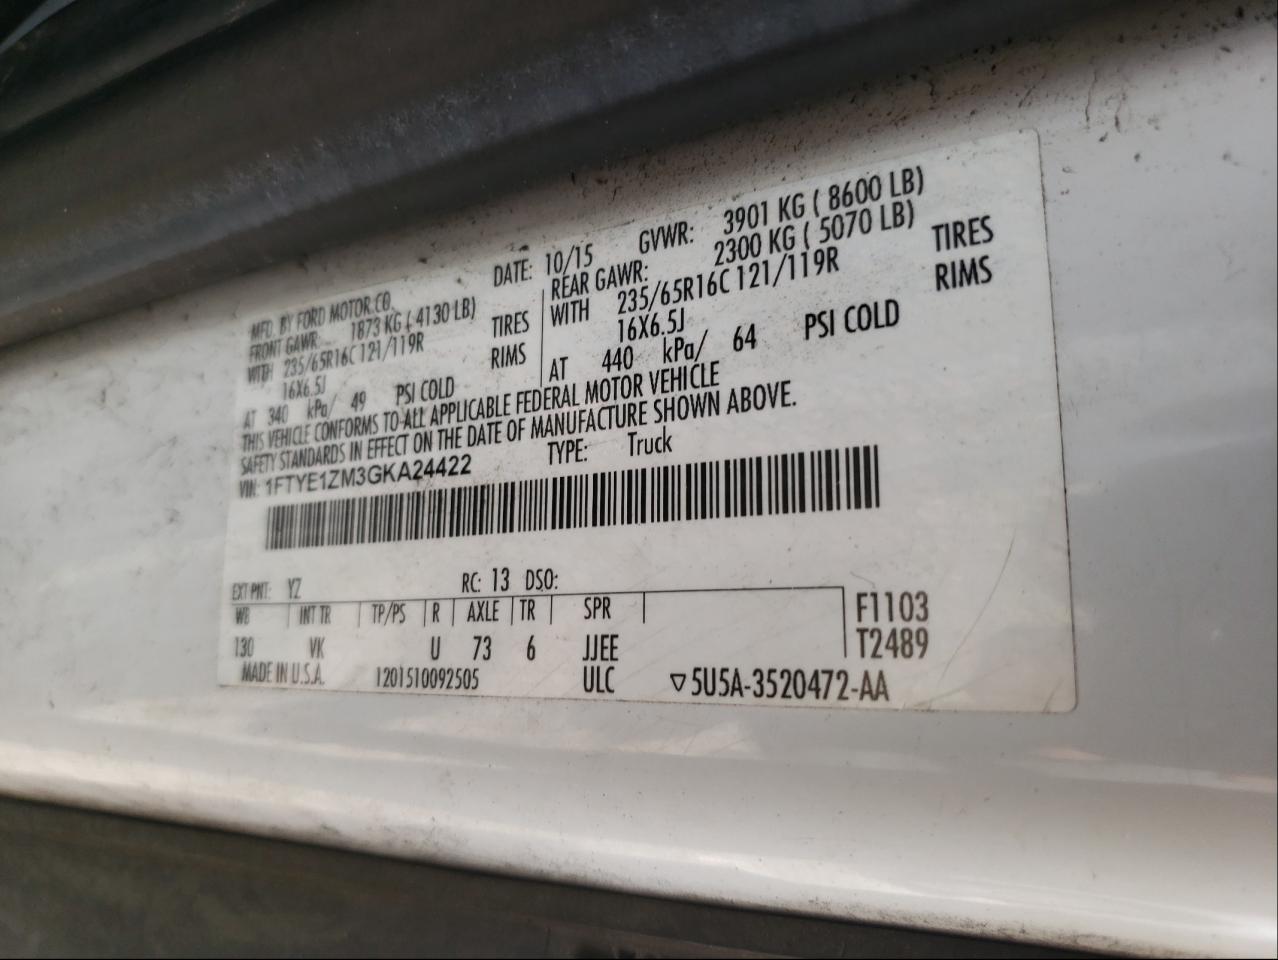 MFD. BY FORD MOTOR CO. DATE: 10/15 GVWR: 3901 KG ( 8600 LB)
FRONT GAWR: 1873 KG ( 4130 LB) REAR GAWR: 2300 KG ( 5070 LB)
WITH 235/65R16C 121/119R TIRES WITH 235/65R16C 121/119R TIRES
16X6.5J RIMS 16X6.5J RIMS
AT 340 kPa/ 49 PSI COLD AT 440 kPa/ 64 PSI COLD
THIS VEHICLE CONFORMS TO ALL APPLICABLE FEDERAL MOTOR VEHICLE
SAFETY STANDARDS IN EFFECT ON THE DATE OF MANUFACTURE SHOWN ABOVE.
VIN: 1FTYE1ZM3GKA24422 TYPE: Truck
EXT PNT: YZ RC: 13 DSO:
WB INT TR TP/PS R AXLE TR SPR F1103
130 VK U 73 6 JJEE T2489
MADE IN U.S.A. 1201510092505 ULC ▽5U5A-3520472-AA